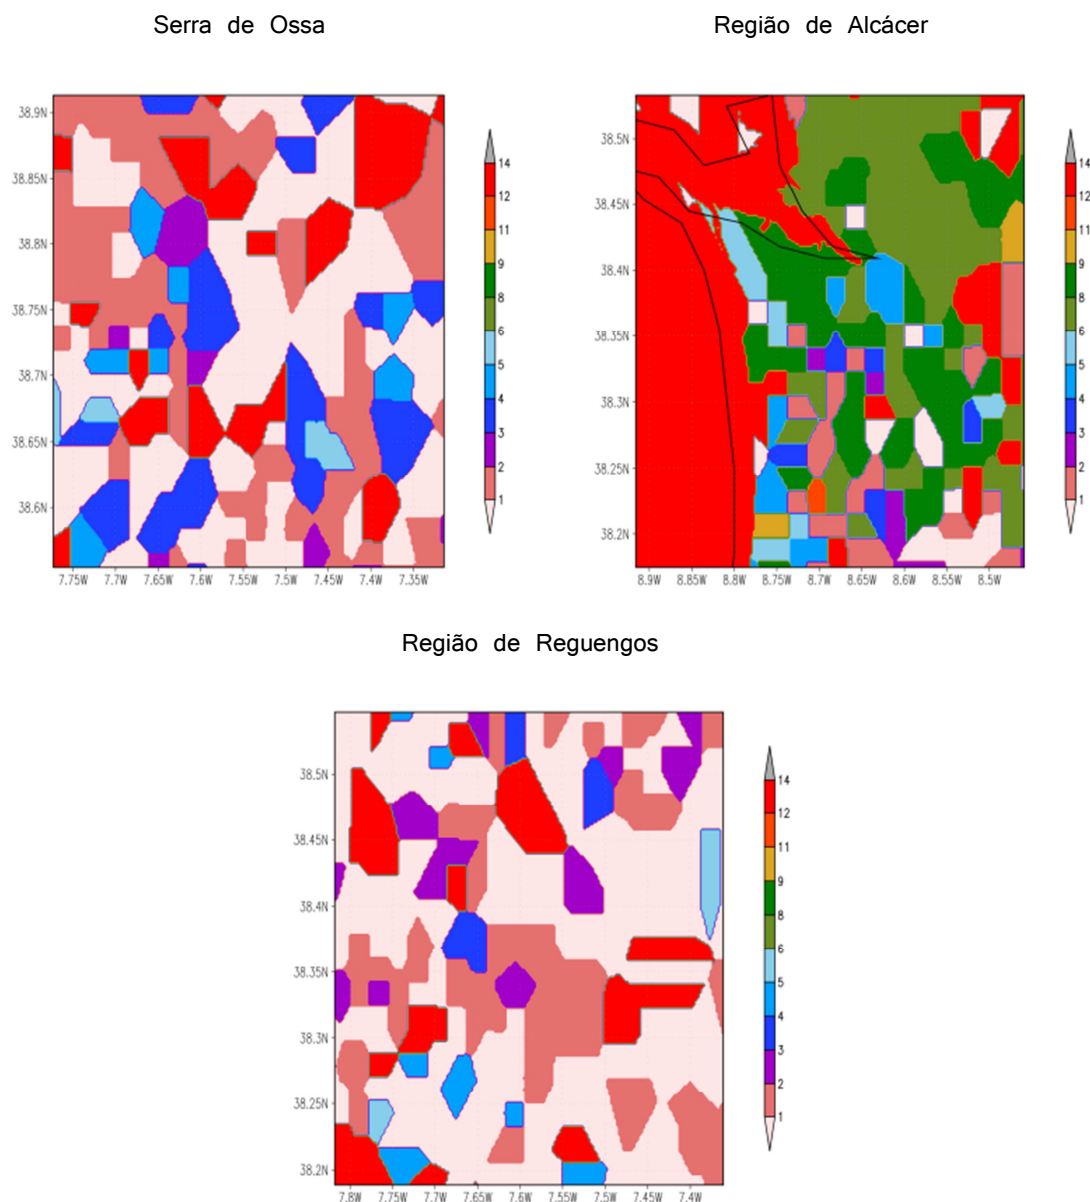 Serra de Ossa
Região de Alcácer
38.9N
38.85N
38.8N
38.75N
38.7N
38.65N
38.6N
7.75W 7.7W 7.65W 7.6W 7.55W 7.5W 7.45W 7.4W 7.35W
14
12
11
9
8
6
5
4
3
2
1
38.5N
38.45N
38.4N
38.35N
38.3N
38.25N
38.2N
8.9W 8.85W 8.8W 8.75W 8.7W 8.65W 8.6W 8.55W 8.5W
14
12
11
9
8
6
5
4
3
2
1
Região de Reguengos
38.5N
38.45N
38.4N
38.35N
38.3N
38.25N
38.2N
7.8W 7.75W 7.7W 7.65W 7.6W 7.55W 7.5W 7.45W 7.4W
14
12
11
9
8
6
5
4
3
2
1